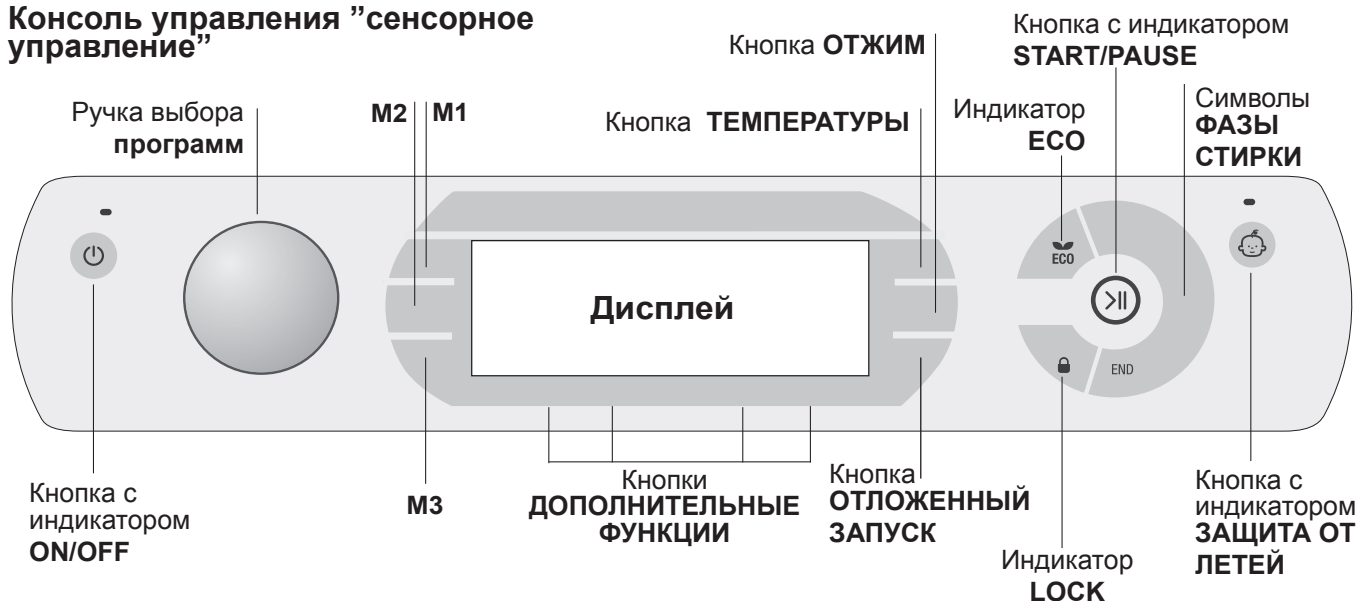 Консоль управления ”сенсорное
управление”
Кнопка ОТЖИМ
Кнопка с индикатором
START/PAUSE
Ручка выбора
программ
M2
M1
Кнопка ТЕМПЕРАТУРЫ
Индикатор
ECO
Символы
ФАЗЫ
СТИРКИ
ECO
Дисплей
END
Кнопка с
индикатором
ON/OFF
M3
Кнопки
ДОПОЛНИТЕЛЬНЫЕ
ФУНКЦИИ
Кнопка
ОТЛОЖЕННЫЙ
ЗАПУСК
Индикатор
LOCK
Кнопка с
индикатором
ЗАЩИТА ОТ
ЛЕТЕЙ